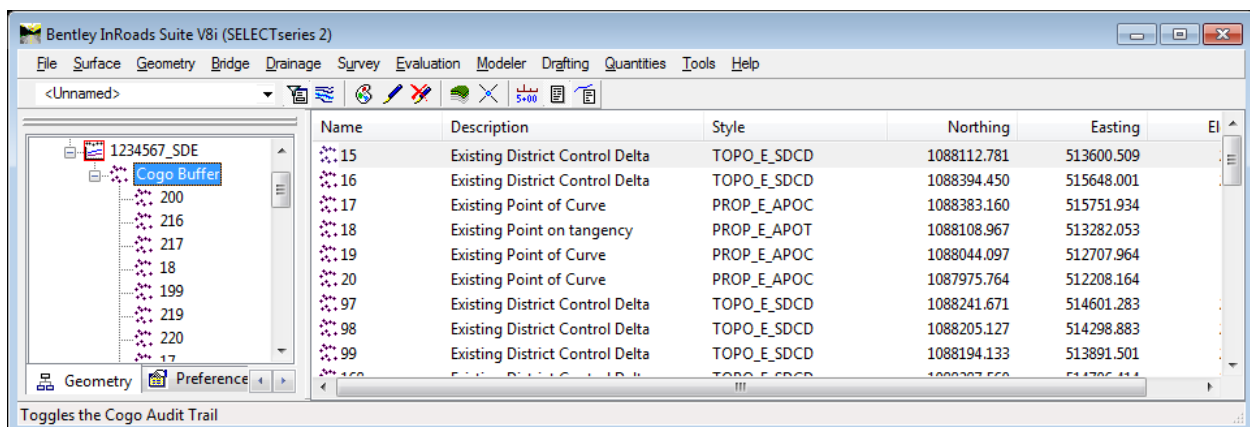 Bentley InRoads Suite V8i (SELECTseries 2)
File Surface Geometry Bridge Drainage Survey Evaluation Modeler Drafting Quantities Tools Help
<Unnamed>
5+00
1234567_SDE
Cogo Buffer
200
216
217
18
199
219
220
17
Geometry Preference
Name Description Style Northing Easting El
15 Existing District Control Delta TOPO_E_SDCD 1088112.781 513600.509
16 Existing District Control Delta TOPO_E_SDCD 1088394.450 515648.001
17 Existing Point of Curve PROP_E_APOC 1088383.160 515751.934
18 Existing Point on tangency PROP_E_APOT 1088108.967 513282.053
19 Existing Point of Curve PROP_E_APOC 1088044.097 512707.964
20 Existing Point of Curve PROP_E_APOC 1087975.764 512208.164
97 Existing District Control Delta TOPO_E_SDCD 1088241.671 514601.283
98 Existing District Control Delta TOPO_E_SDCD 1088205.127 514298.883
99 Existing District Control Delta TOPO_E_SDCD 1088194.133 513891.501
Toggles the Cogo Audit Trail